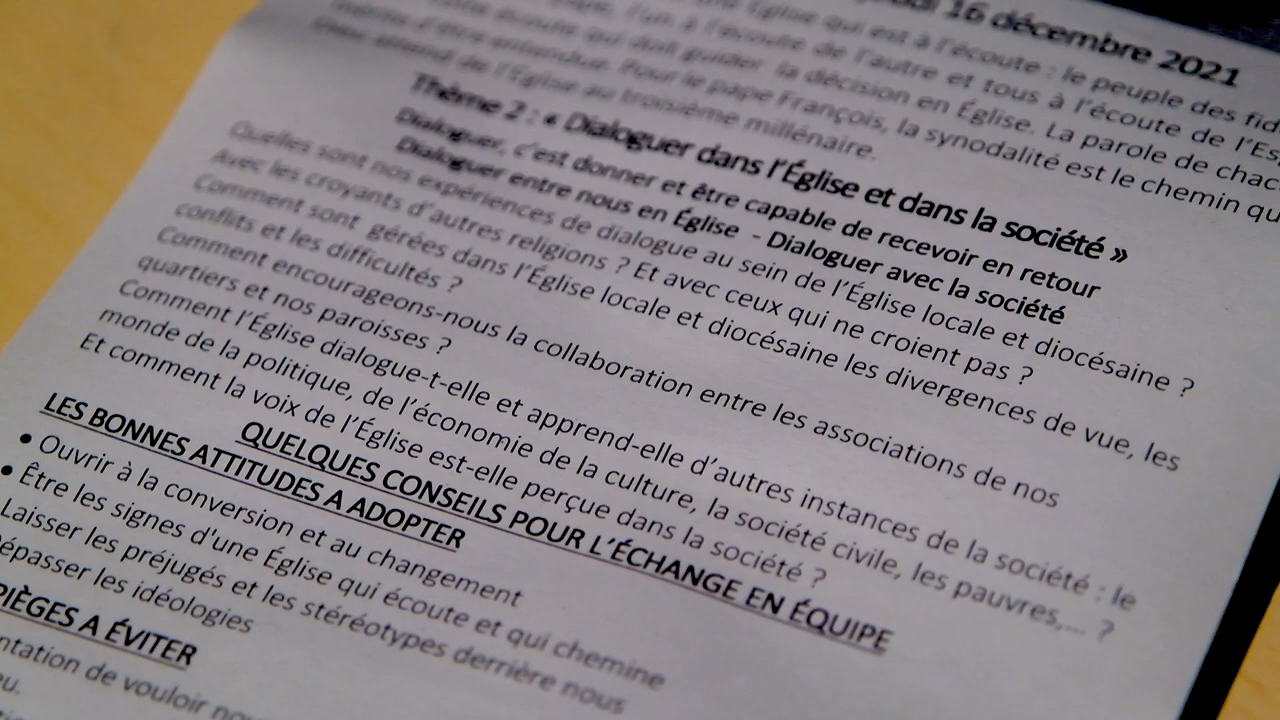 16 décembre 2021
une Église qui est à l'écoute : le peuple des
l'un à l'écoute de l'autre et tous à l'écoute de
écoute qui doit guider la décision en Église. La parole de
d'être entendue. Pour le pape François, la synodalité est le chemin
attend de l'Église au troisième millénaire.
Thème 2 : « Dialoguer dans l'Église et dans la société »
Dialoguer, c'est donner et être capable de recevoir en retour
Dialoguer entre nous en Église - Dialoguer avec la société
Quelles sont nos expériences de dialogue au sein de l'Église locale et diocésaine ?
Avec les croyants d'autres religions ? Et avec ceux qui ne croient pas ?
Comment sont gérées dans l'Église locale et diocésaine les divergences de vue, les
conflits et les difficultés ?
Comment encourageons-nous la collaboration entre les associations de nos
quartiers et nos paroisses ?
Comment l'Église dialogue-t-elle et apprend-elle d'autres instances de la société : le
monde de la politique, de l'économie de la culture, la société civile, les pauvres,... ?
Et comment la voix de l'Église est-elle perçue dans la société ?
QUELQUES CONSEILS POUR L'ÉCHANGE EN ÉQUIPE
LES BONNES ATTITUDES A ADOPTER
• Ouvrir à la conversion et au changement
• Être les signes d'une Église qui écoute et qui chemine
Laisser les préjugés et les stéréotypes derrière nous
épasser les idéologies
PIÈGES A ÉVITER
ntation de vouloir